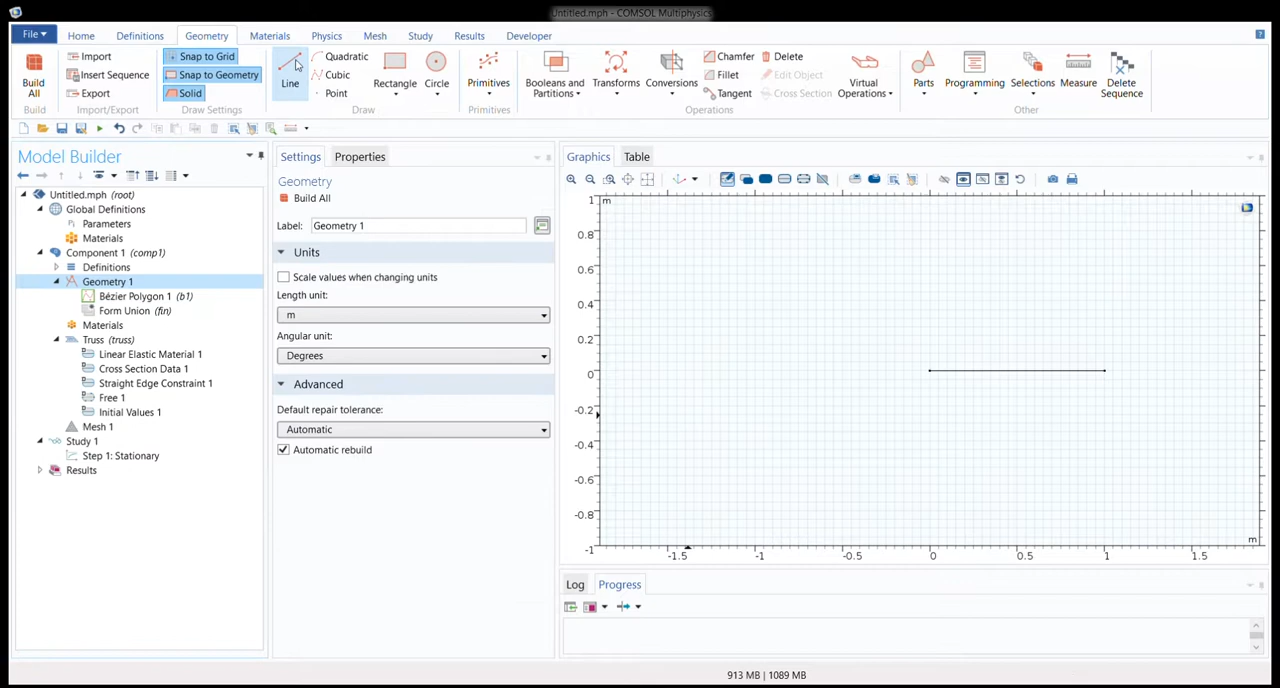 Untitled.mph - COMSOL Multiphysics
File Home Definitions Geometry Materials Physics Mesh Study Results Developer
Build All
Build
Import
Insert Sequence
Export
Import/Export
Snap to Grid
Snap to Geometry
Solid
Draw Settings
Line
Quadratic
Cubic
Point
Rectangle
Circle
Draw
Primitives
Primitives
Booleans and Partitions
Transforms
Conversions
Chamfer
Fillet
Tangent
Delete
Edit Object
Cross Section
Virtual Operations
Operations
Parts
Programming
Selections
Measure
Delete Sequence
Other
Model Builder
Untitled.mph (root)
Global Definitions
Parameters
Materials
Component 1 (comp1)
Definitions
Geometry 1
Bézier Polygon 1 (b1)
Form Union (fin)
Materials
Truss (truss)
Linear Elastic Material 1
Cross Section Data 1
Straight Edge Constraint 1
Free 1
Initial Values 1
Mesh 1
Study 1
Step 1: Stationary
Results
Settings Properties
Geometry
Build All
Label: Geometry 1
Units
Scale values when changing units
Length unit:
m
Angular unit:
Degrees
Advanced
Default repair tolerance:
Automatic
Automatic rebuild
Graphics Table
1
m
0.8
0.6
0.4
0.2
0
-0.2
-0.4
-0.6
-0.8
-1
m
-1.5 -1 -0.5 0 0.5 1 1.5
Log Progress
913 MB | 1089 MB